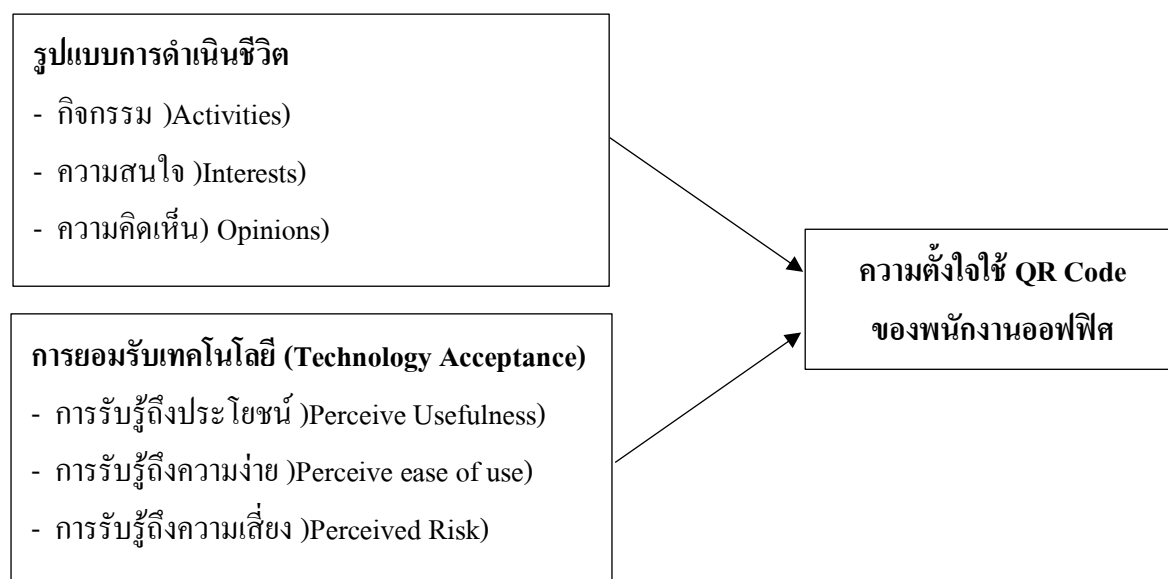 รูปแบบการดำเนินชีวิต
- กิจกรรม )Activities)
- ความสนใจ )Interests)
- ความคิดเห็น) Opinions)
การยอมรับเทคโนโลยี (Technology Acceptance)
- การรับรู้ถึงประโยชน์ )Perceive Usefulness)
- การรับรู้ถึงความง่าย )Perceive ease of use)
- การรับรู้ถึงความเสี่ยง )Perceived Risk)
ความตั้งใจใช้ QR Code
ของพนักงานออฟฟิศ